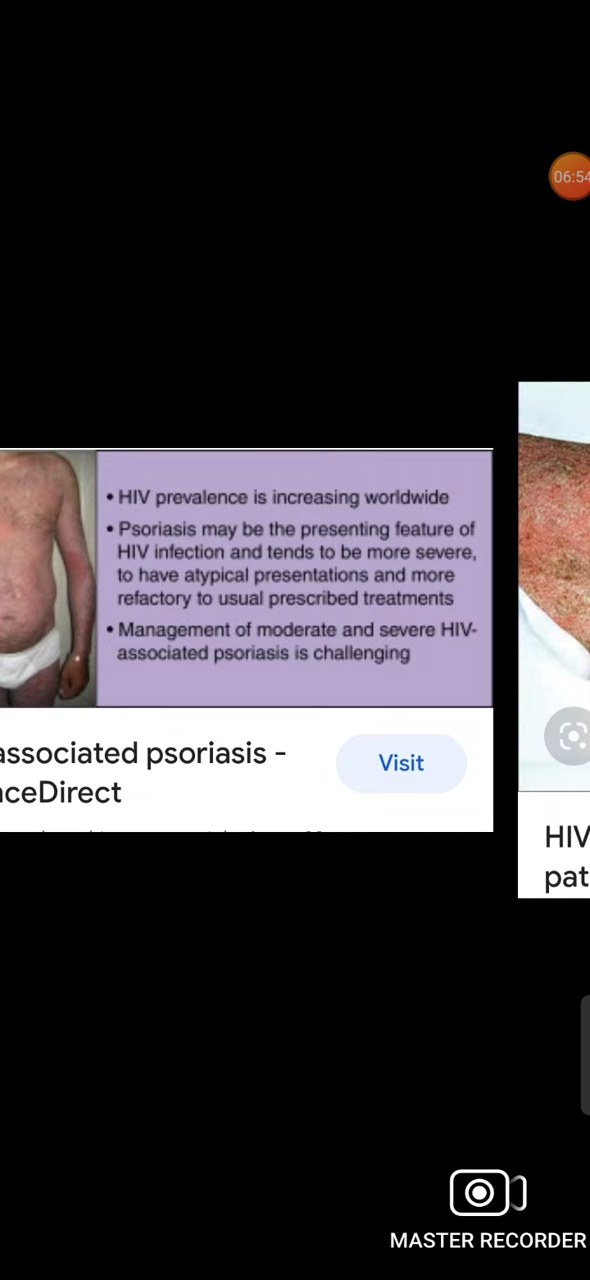 06:54
• HIV prevalence is increasing worldwide
• Psoriasis may be the presenting feature of
HIV infection and tends to be more severe,
to have atypical presentations and more
refactory to usual prescribed treatments
• Management of moderate and severe HIV-
associated psoriasis is challenging
associated psoriasis -
nceDirect
Visit
HIV
pat
MASTER RECORDER